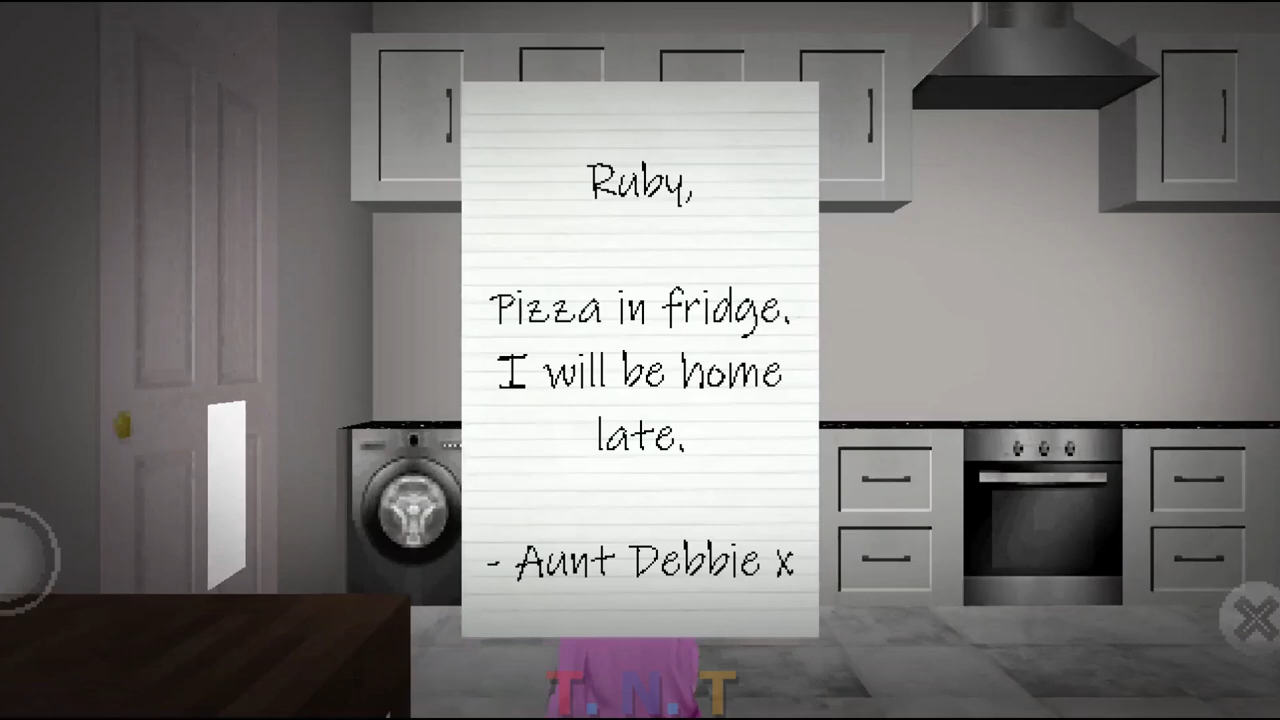 Ruby,
Pizza in fridge.
I will be home
late.
- Aunt Debbie x
T.N.T